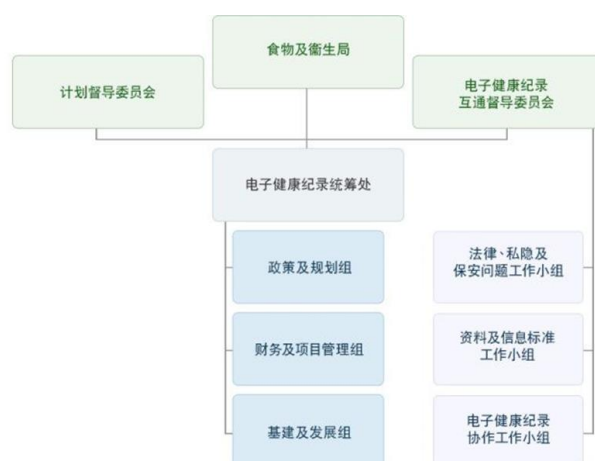 食物及衞生局
计划督导委员会
电子健康纪录
互通督导委员会
电子健康纪录统筹处
政策及规划组
法律、私隐及
保安问题工作小组
财务及项目管理组
资料及信息标准
工作小组
基建及发展组
电子健康纪录
协作工作小组